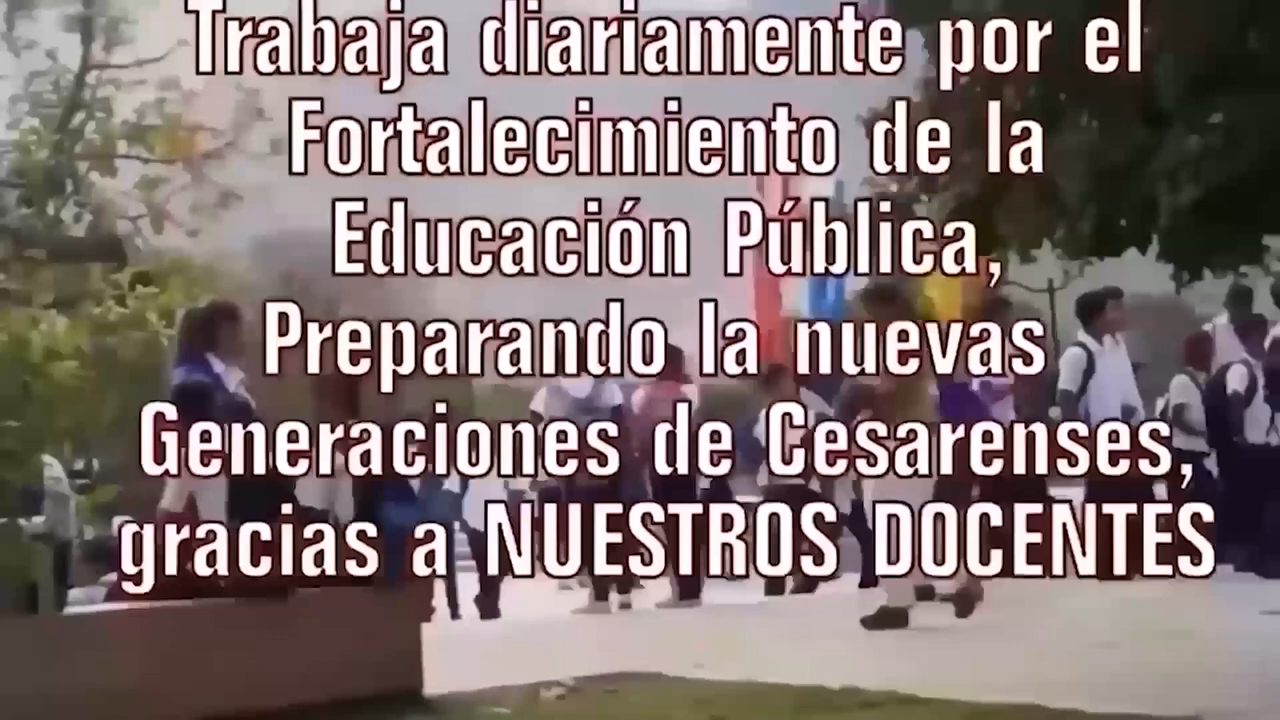 Trabaja diariamente por el
Fortalecimiento de la
Educación Pública,
Preparando la nuevas
Generaciones de Cesarenses,
gracias a NUESTROS DOCENTES